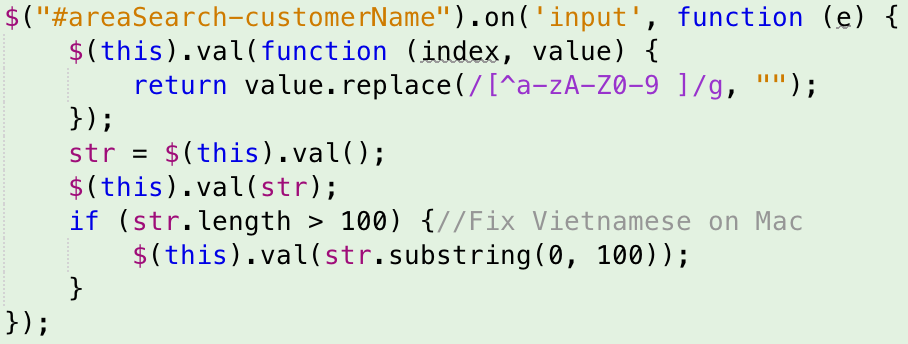 $("#areaSearch-customerName").on('input', function (e) {
    $(this).val(function (index, value) {
        return value.replace(/[^a-zA-Z0-9 ]/g, "");
    });
    str = $(this).val();
    $(this).val(str);
    if (str.length > 100) {//Fix Vietnamese on Mac
        $(this).val(str.substring(0, 100));
    }
});